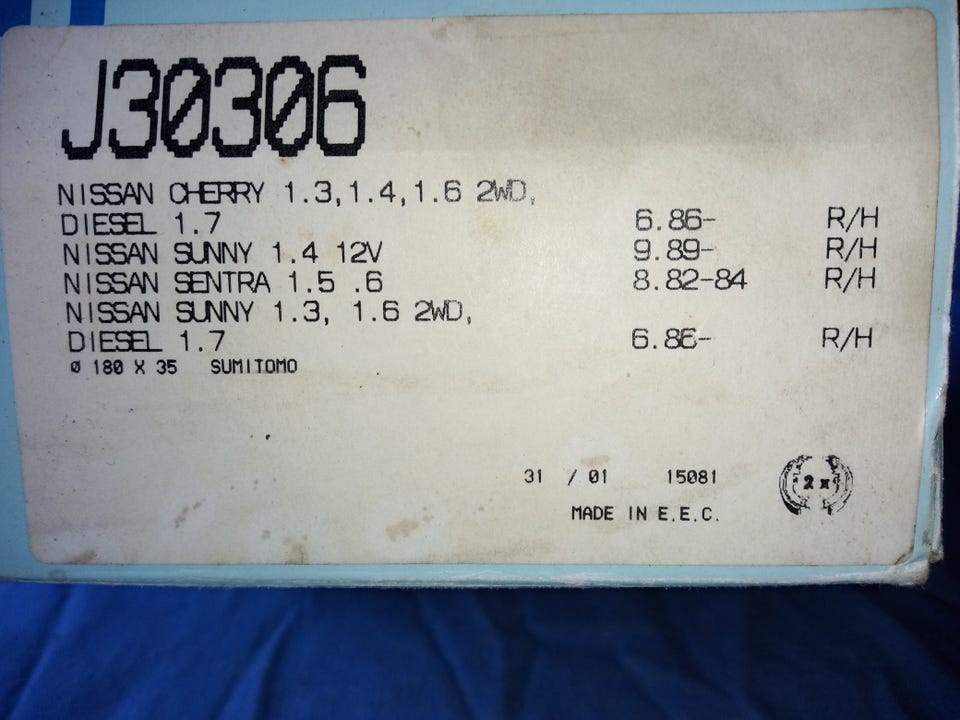 J30306
NISSAN CHERRY 1.3,1.4,1.6 2WD,
DIESEL 1.7 6.86- R/H
NISSAN SUNNY 1.4 12V 9.89- R/H
NISSAN SENTRA 1.5 .6 8.82-84 R/H
NISSAN SUNNY 1.3, 1.6 2WD,
DIESEL 1.7 6.86- R/H
Ø 180 X 35 SUMITOMO
31 / 01 15081
2 x
MADE IN E.E.C.